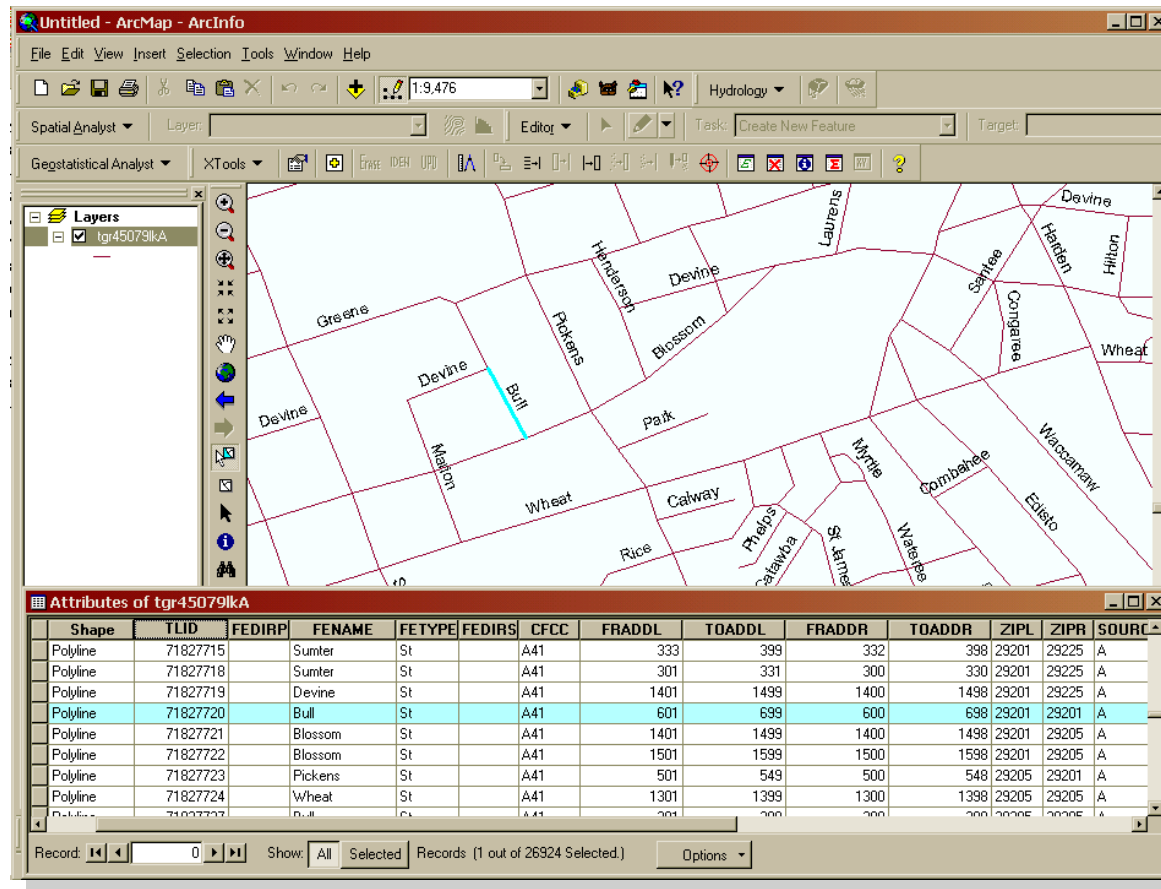 Untitled - ArcMap - ArcInfo
File Edit View Insert Selection Tools Window Help
1:9,476 Hydrology
Spatial Analyst Layer: Editor Task: Create New Feature Target:
Geostatistical Analyst XTools ERASE IDEN UPD XY
Layers
tgr45079lkA
Devine
Laurens
Harden
Hilton
Henderson
Devine
Santee
Greene
Pickens
Congaree
Blossom
Wheat
Devine
Bull
Devine
Park
Marion
Waccamaw
Myrtle
Combahee
Wheat
Calway
Edisto
Phelps
Rice
St James
Wateree
Catawba
Attributes of tgr45079lkA
Shape TLID FEDIRP FENAME FETYPE FEDIRS CFCC FRADDL TOADDL FRADDR TOADDR ZIPL ZIPR SOURC
Polyline 71827715 Sumter St A41 333 399 332 398 29201 29225 A
Polyline 71827718 Sumter St A41 301 331 300 330 29201 29225 A
Polyline 71827719 Devine St A41 1401 1499 1400 1498 29201 29225 A
Polyline 71827720 Bull St A41 601 699 600 698 29201 29201 A
Polyline 71827721 Blossom St A41 1401 1499 1400 1498 29201 29205 A
Polyline 71827722 Blossom St A41 1501 1599 1500 1598 29201 29205 A
Polyline 71827723 Pickens St A41 501 549 500 548 29205 29201 A
Polyline 71827724 Wheat St A41 1301 1399 1300 1398 29205 29205 A
Record: 0 Show: All Selected Records (1 out of 26924 Selected.) Options